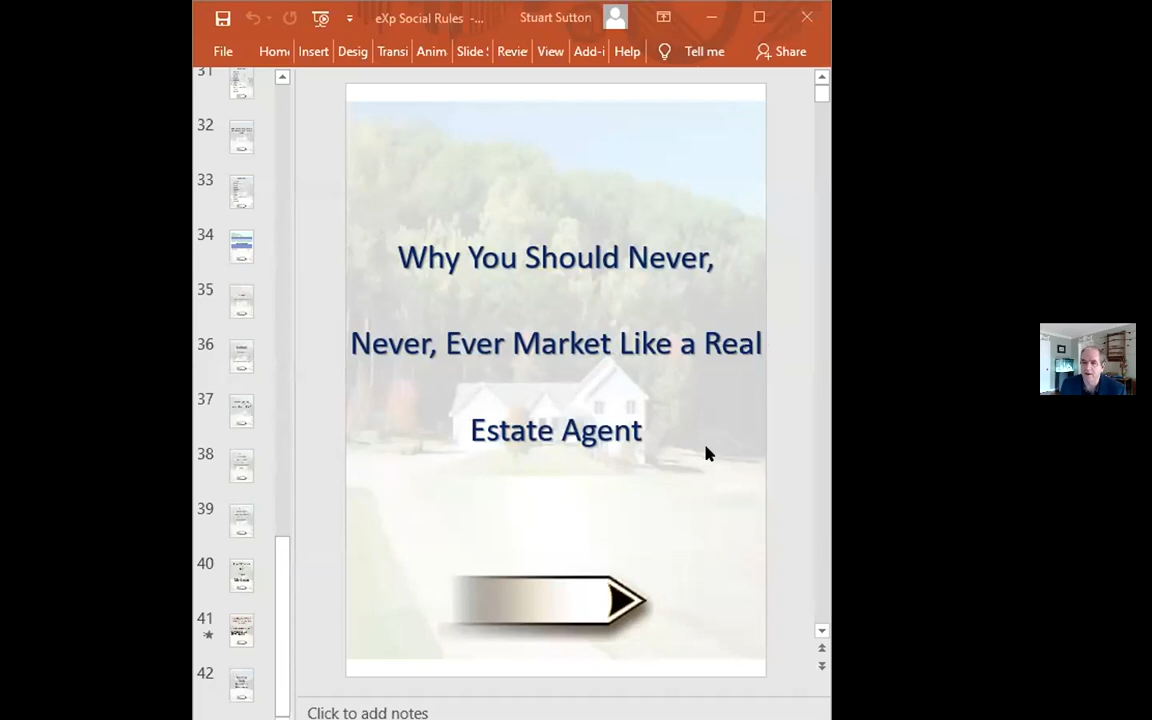 eXp Social Rules -...
Stuart Sutton
File
Home
Insert
Desig
Transi
Anim
Slide
Revie
View
Add-i
Help
Tell me
Share
31
32
33
34
35
36
37
38
39
40
41
42
Why You Should Never,
Never, Ever Market Like a Real
Estate Agent
Click to add notes